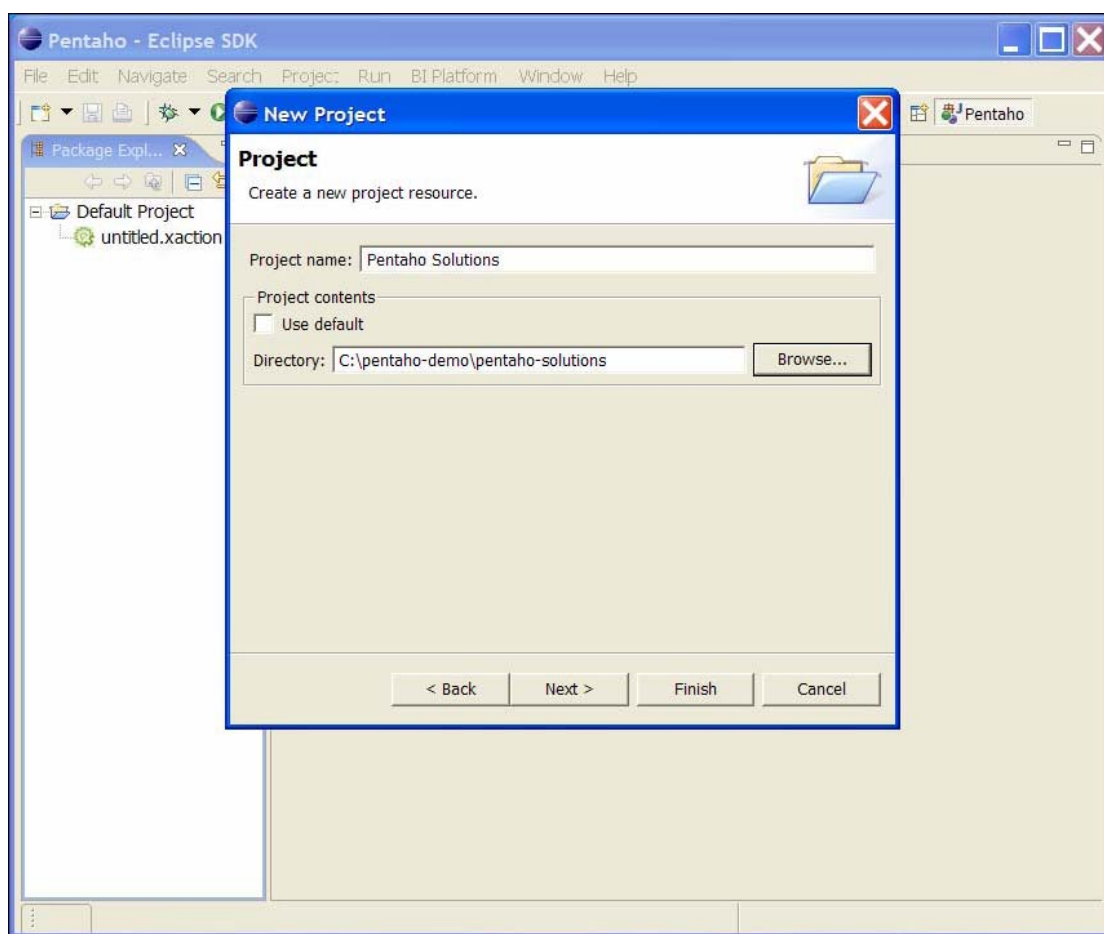 Pentaho - Eclipse SDK
File Edit Navigate Search Project Run BI Platform Window Help
New Project
Pentaho
Package Expl...
Project
Create a new project resource.
Default Project
untitled.xaction
Project name: Pentaho Solutions
Project contents
Use default
Directory: C:\pentaho-demo\pentaho-solutions Browse...
< Back Next > Finish Cancel